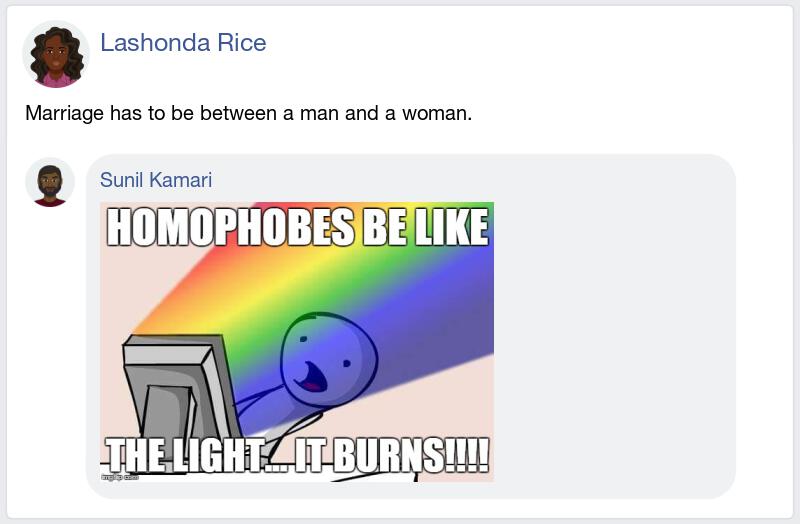 Lashonda Rice
Marriage has to be between a man and a woman.
Sunil Kamari
HOMOPHOBES BE LIKE
THE LIGHT... IT BURNS!!!!
imgflip.com